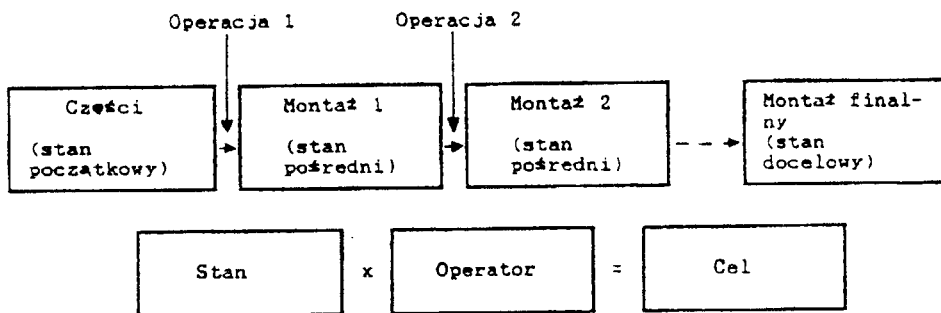 Operacja 1 Operacja 2
Części Montaż 1 Montaż 2 Montaż final-
ny
(stan (stan (stan (stan
początkowy) pośredni) pośredni) docelowy)
Stan x Operator = Cel